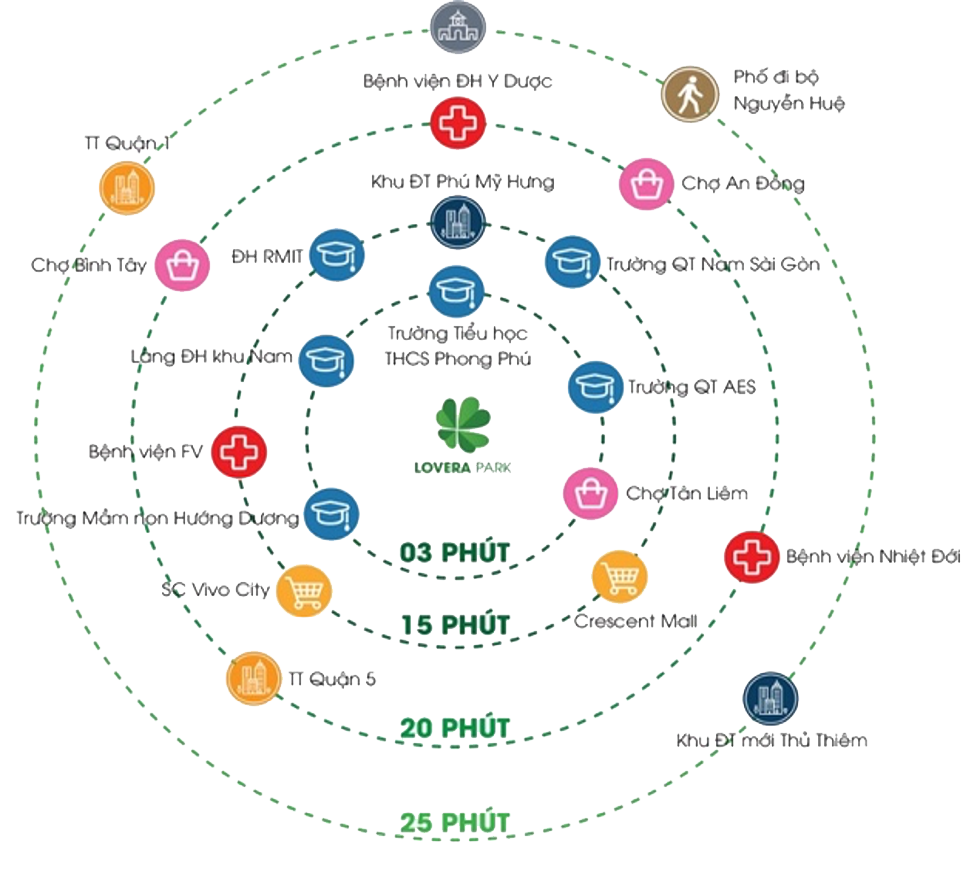 Bệnh viện ĐH Y Dược
Phố đi bộ
Nguyễn Huệ
TT Quận 1
Khu ĐT Phú Mỹ Hưng
Chợ An Đông
Chợ Bình Tây
ĐH RMIT
Trường QT Nam Sài Gòn
Trường Tiểu học
THCS Phong Phú
Làng ĐH khu Nam
Trường QT AES
Bệnh viện FV
LOVERA PARK
Chợ Tân Liêm
Trường Mầm non Hướng Dương
03 PHÚT
Bệnh viện Nhiệt Đới
SC Vivo City
15 PHÚT
Crescent Mall
TT Quận 5
20 PHÚT
Khu ĐT mới Thủ Thiêm
25 PHÚT